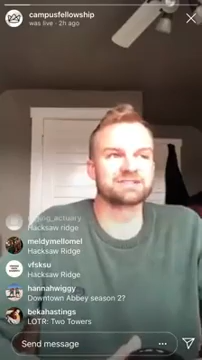 campusfellowship
was live · 2h ago
actuary
Hacksaw ridge
meldymellomel
Hacksaw Ridge
vfsksu
Hacksaw Ridge
hannahwiggy
Downtown Abbey season 2?
bekahastings
LOTR: Two Towers
Send message